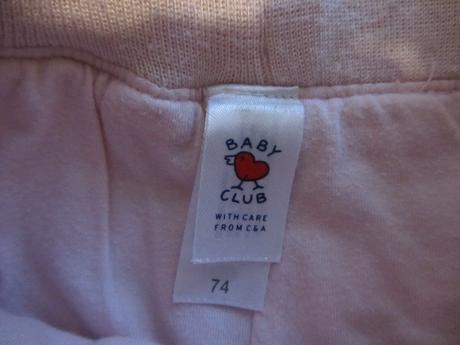 BABY
CLUB
WITH CARE
FROM C&A
74